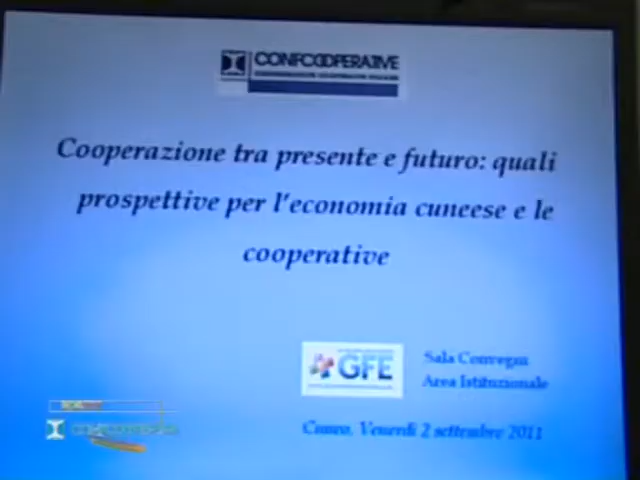 CONFCOOPERATIVE
Cooperazione tra presente e futuro: quali
prospettive per l'economia cuneese e le
cooperative
GFE
Sala Convegni
Area Istituzionale
Cuneo, Venerdì 2 settembre 2011